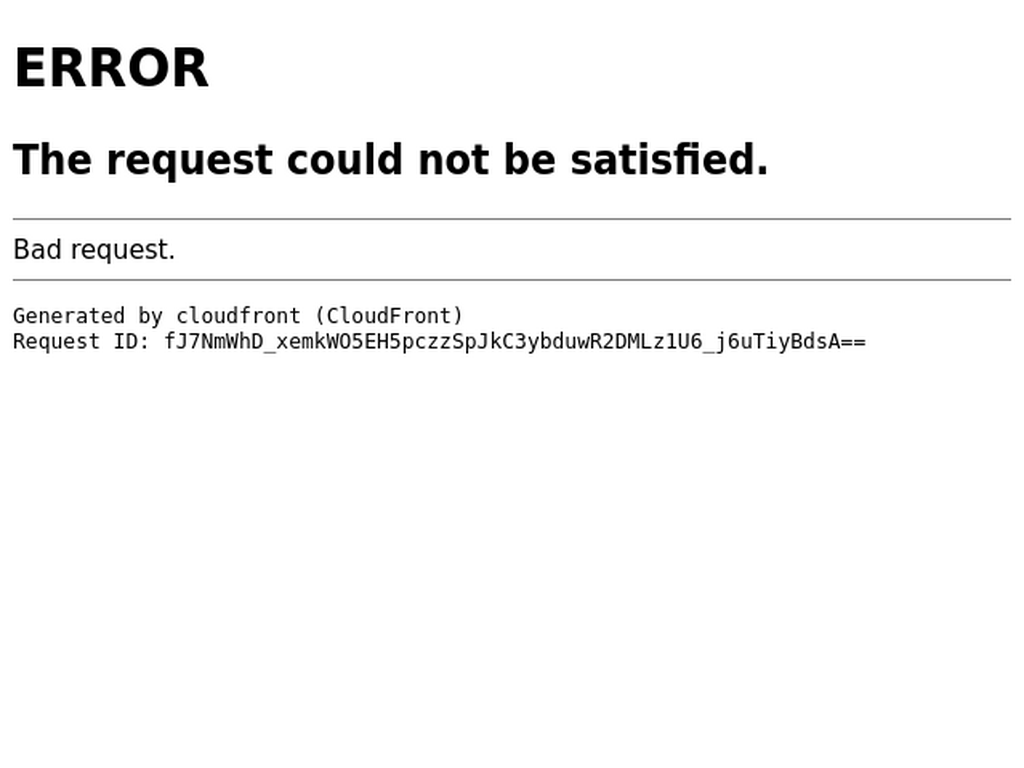 ERROR
The request could not be satisfied.
Bad request.
Generated by cloudfront (CloudFront)
Request ID: fJ7NmWhD_xemkWO5EH5pczzSpJkC3ybduwR2DMLz1U6_j6uTiyBdsA==